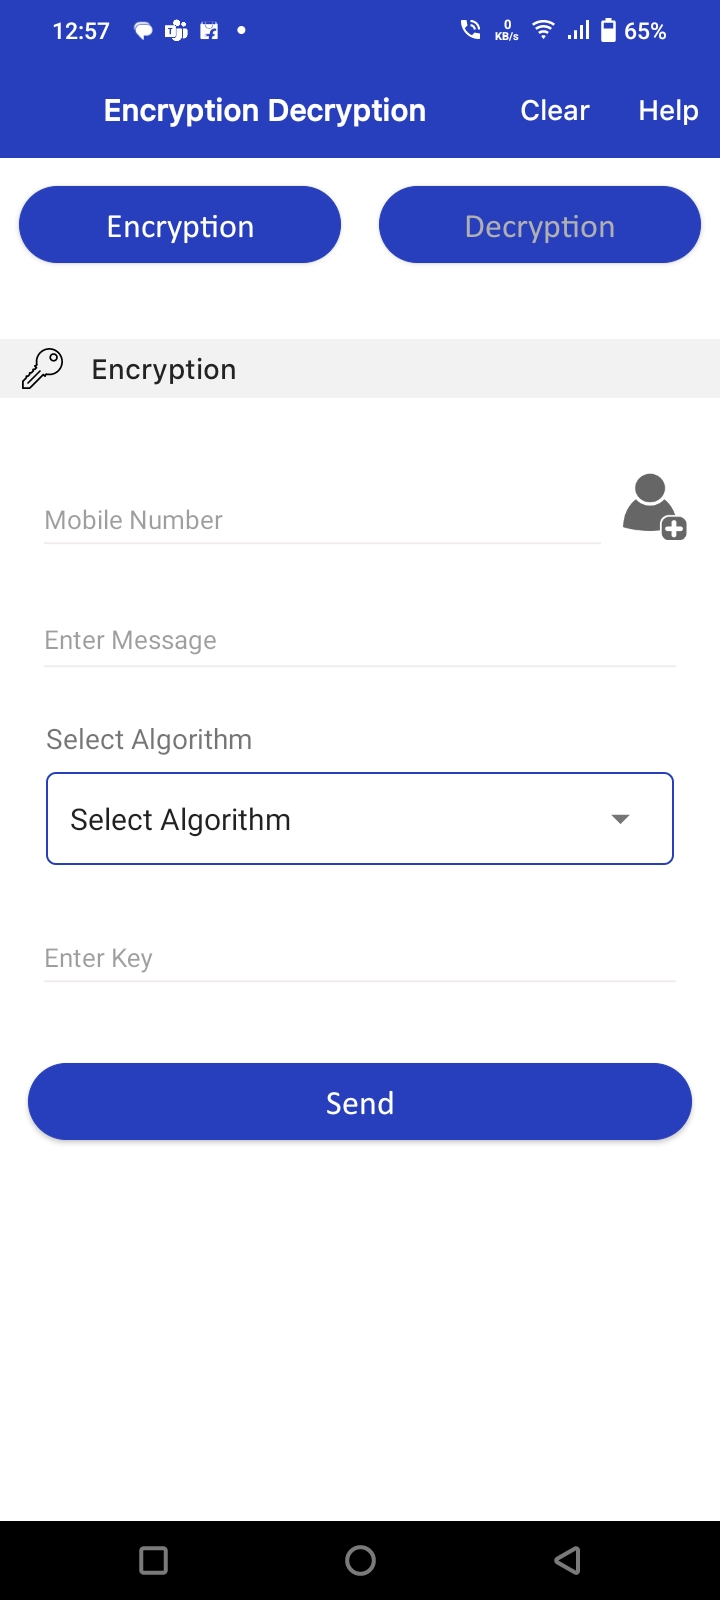 12:57 0 KB/s 65%
Encryption Decryption Clear Help
Encryption Decryption
Encryption
Mobile Number
Enter Message
Select Algorithm
Select Algorithm
Enter Key
Send